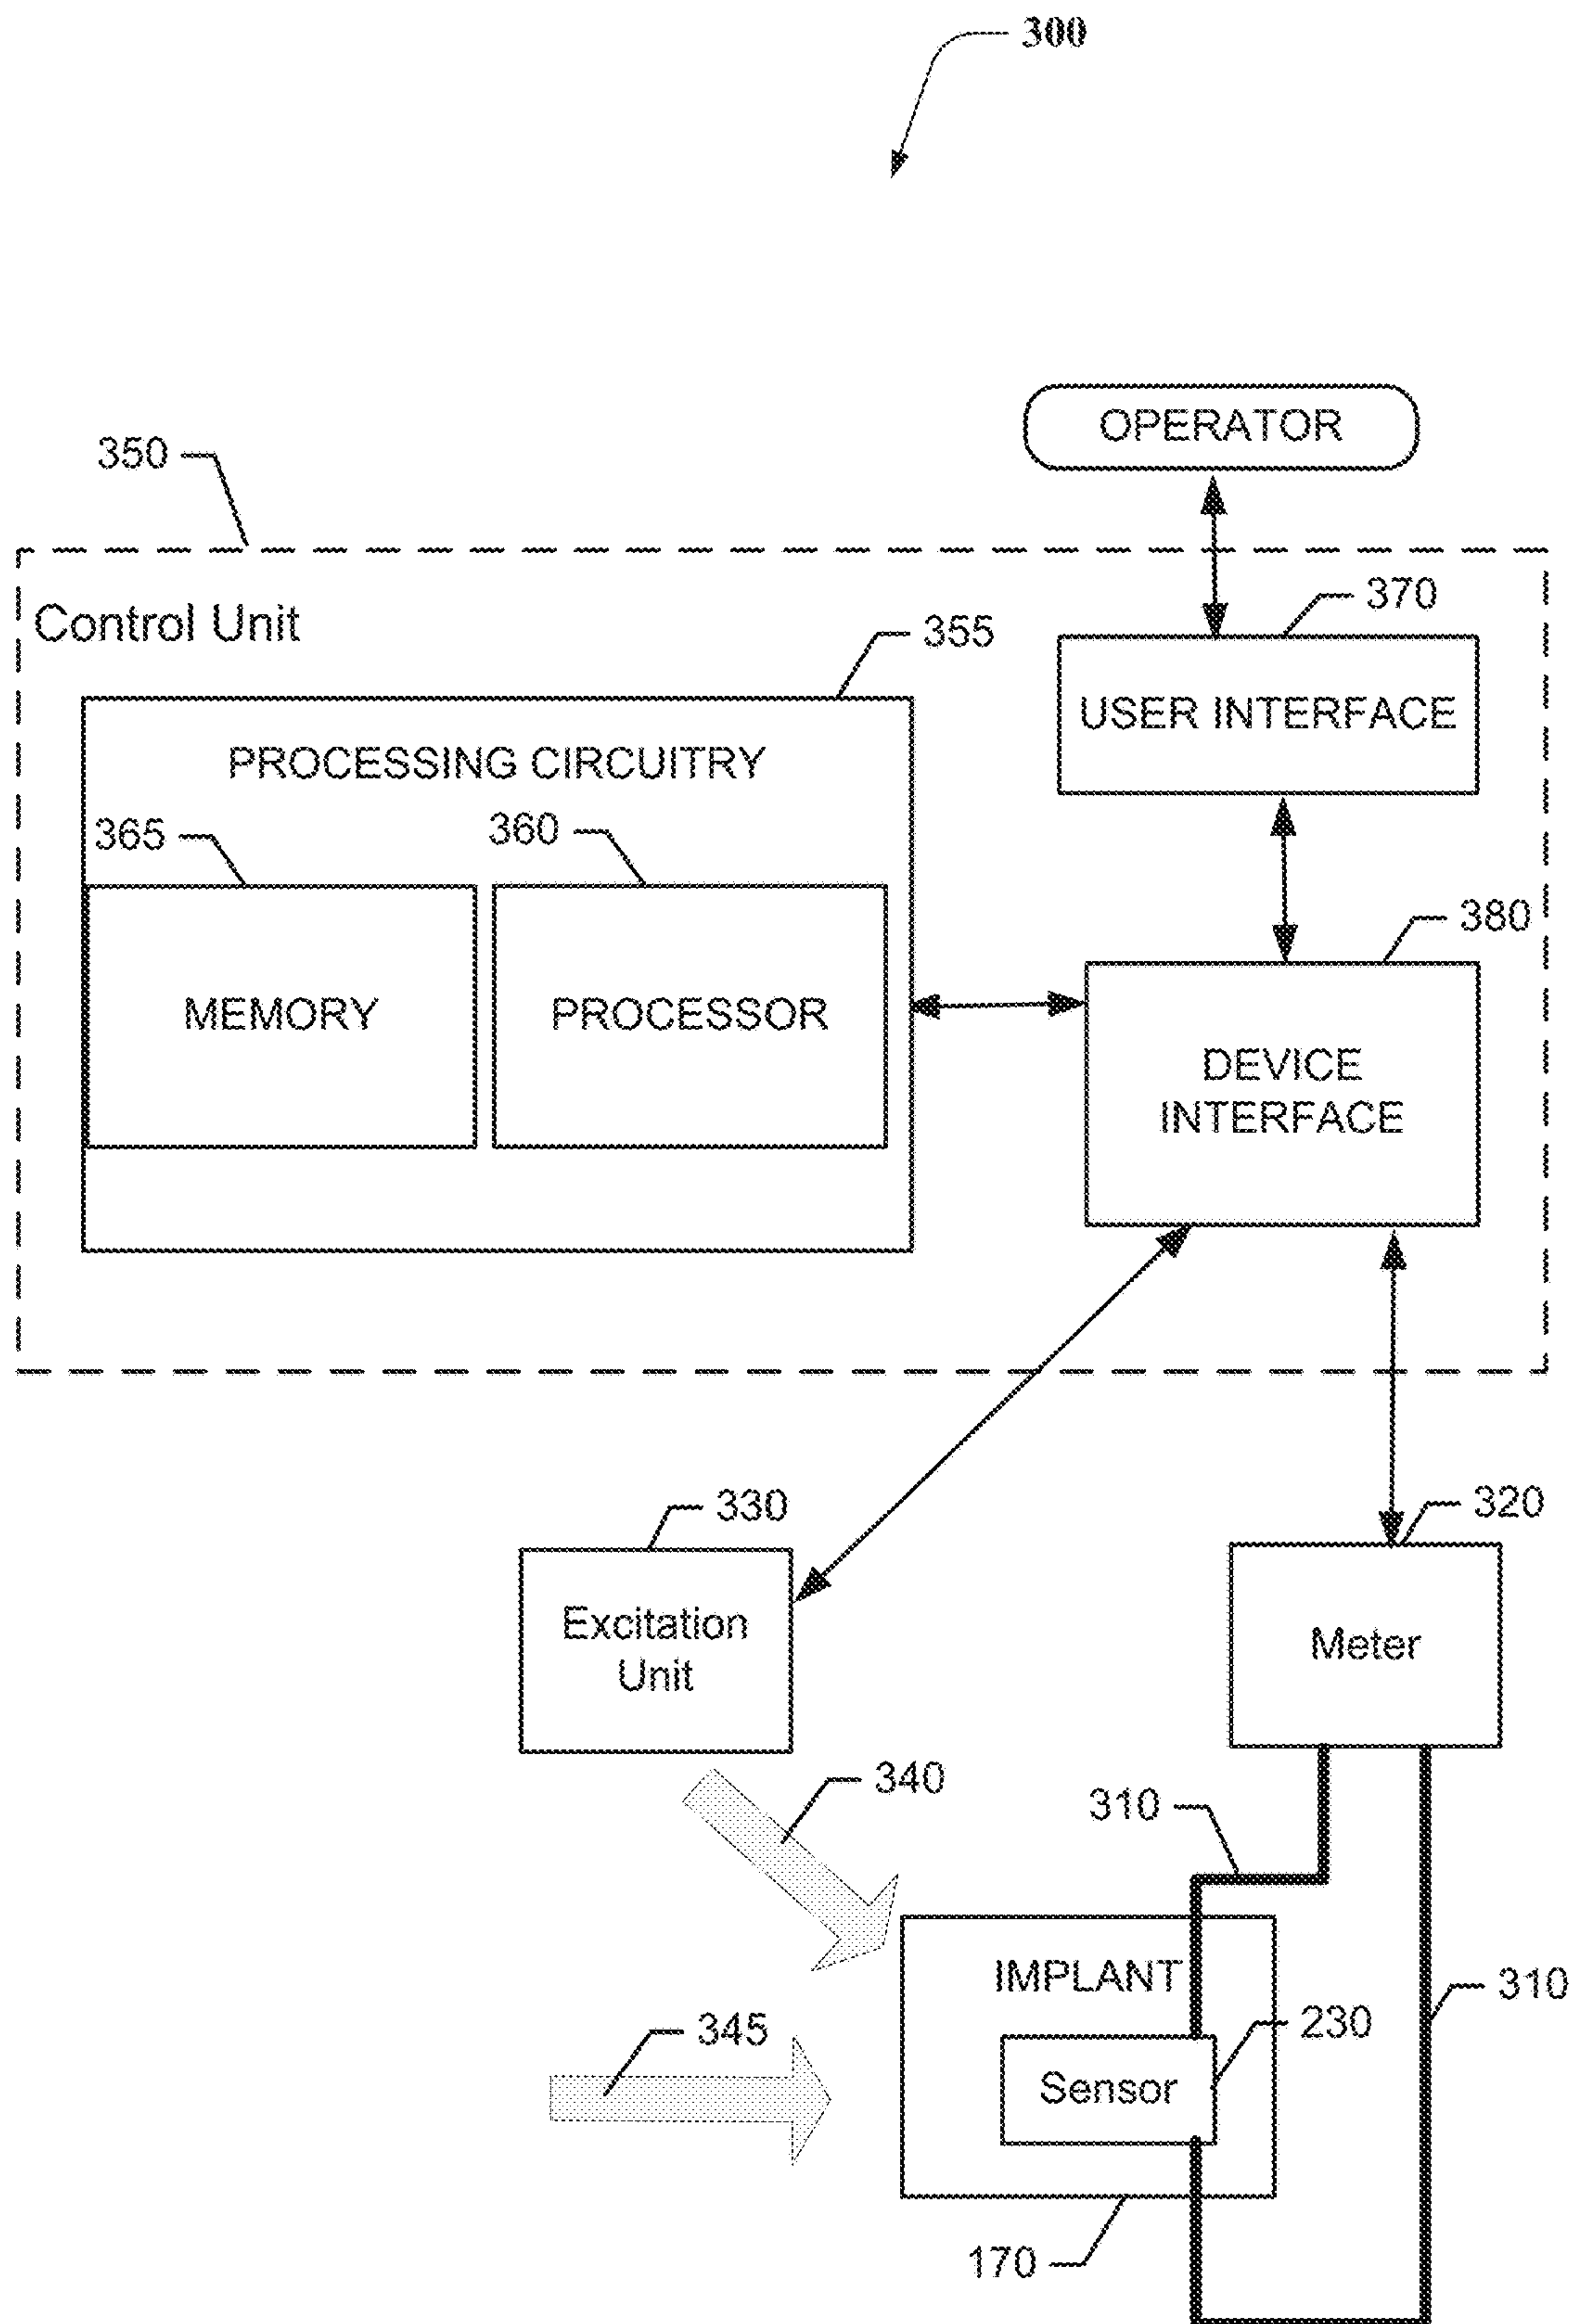 300
OPERATOR
350
370
Control Unit
355
USER INTERFACE
PROCESSING CIRCUITRY
365
360
380
MEMORY
PROCESSOR
DEVICE
INTERFACE
330
320
Excitation
Unit
Meter
340
310
IMPLANT
310
345
230
Sensor
170